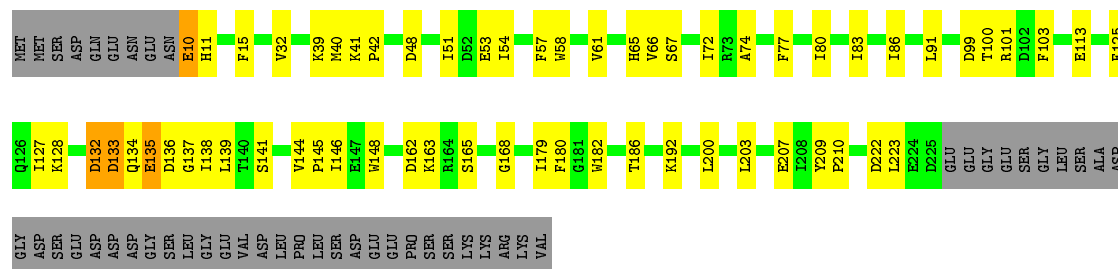 MET MET SER ASP GLN GLU ASN GLU ASN E10 H11 F15 V32 K39 M40 K41 P42 D48 I51 D52 E53 I54 F57 W58 V61 H65 V66 S67 I72 R73 A74 F77 I80 I83 I86 L91 D99 T100 R101 D102 F103 E113 E125
Q126 I127 K128 D132 D133 Q134 E135 D136 G137 I138 L139 T140 S141 V144 P145 I146 E147 W148 D162 K163 R164 S165 G168 I179 F180 G181 W182 T186 K192 L200 L203 E207 I208 Y209 P210 D222 L223 E224 D225 GLU GLU GLY GLU SER GLY LEU SER ALA ASP
GLY ASP SER GLU ASP ASP ASP GLY SER LEU GLY GLU VAL ASP LEU PRO LEU SER ASP GLU GLU PRO SER SER LYS LYS ARG LYS VAL